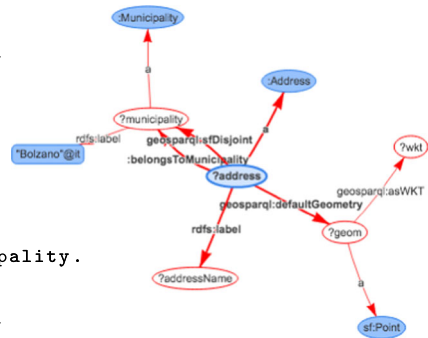 :Municipality
:Address
a
?municipality
a
?wkt
rdfs:label
geosparql:sfDisjoint
"Bolzano"@it
:belongsToMunicipality
?address
geosparql:asWKT
geosparql:defaultGeometry
rdfs:label
?geom
pality.
?addressName
a
sf:Point